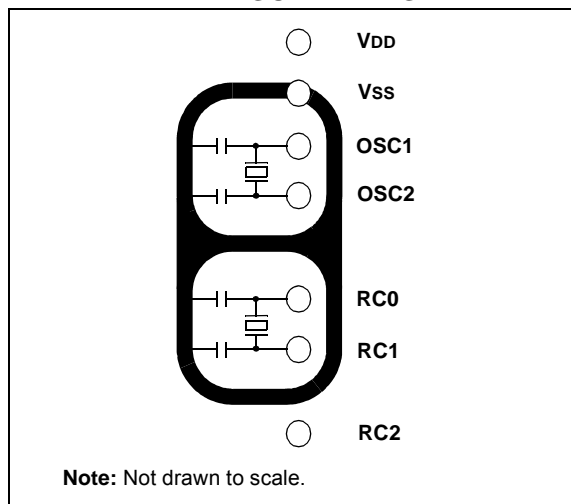 VDD
VSS
OSC1
OSC2
RC0
RC1
RC2
Note: Not drawn to scale.